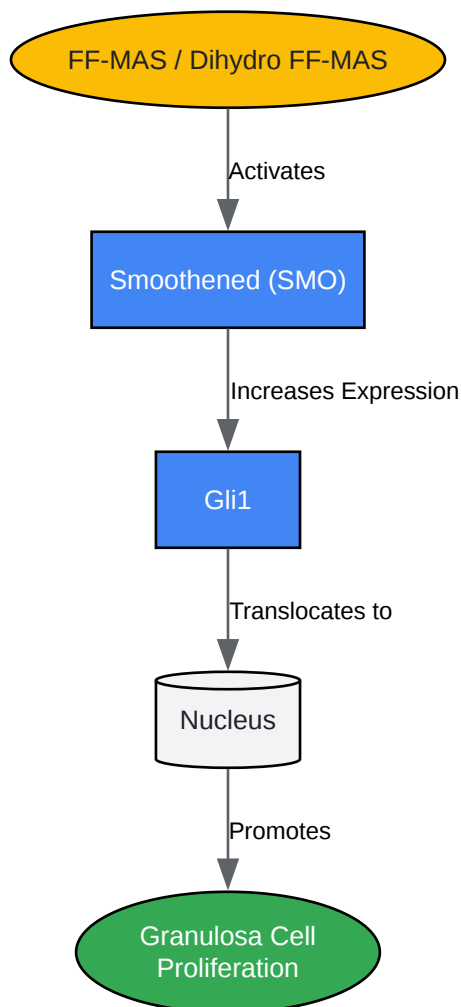 FF-MAS / Dihydro FF-MAS
Activates
Smoothened (SMO)
Increases Expression
Gli1
Translocates to
Nucleus
Promotes
Granulosa Cell
Proliferation